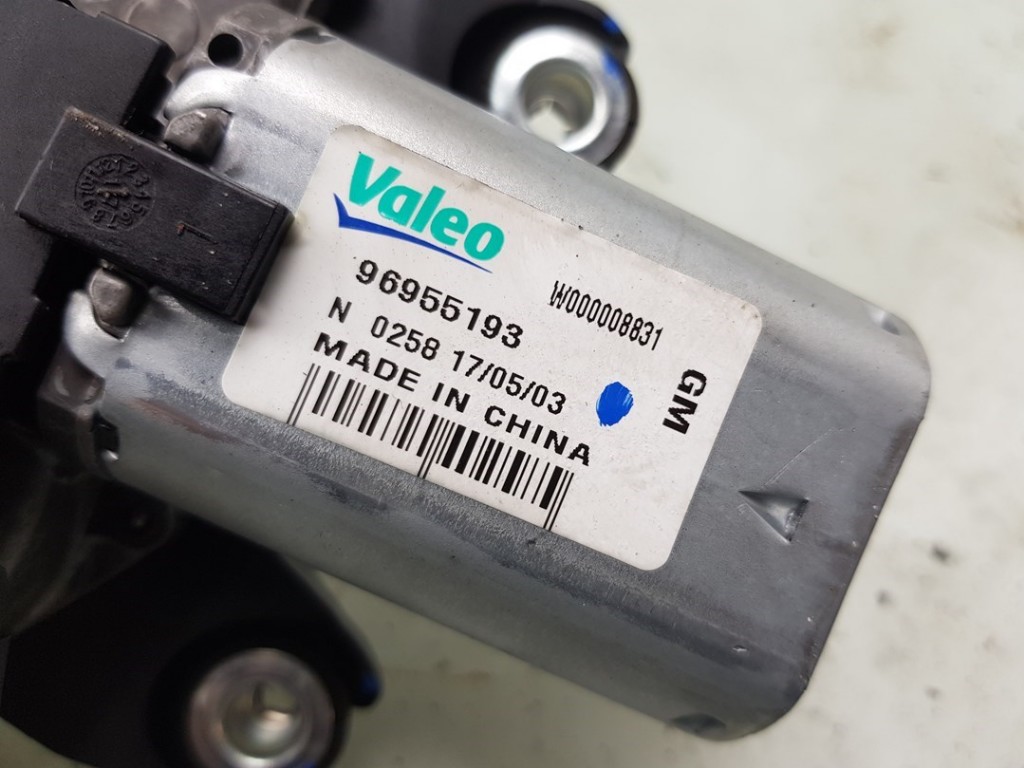 Valeo
96955193
W000008831
N 0258 17/05/03
GM
MADE IN CHINA